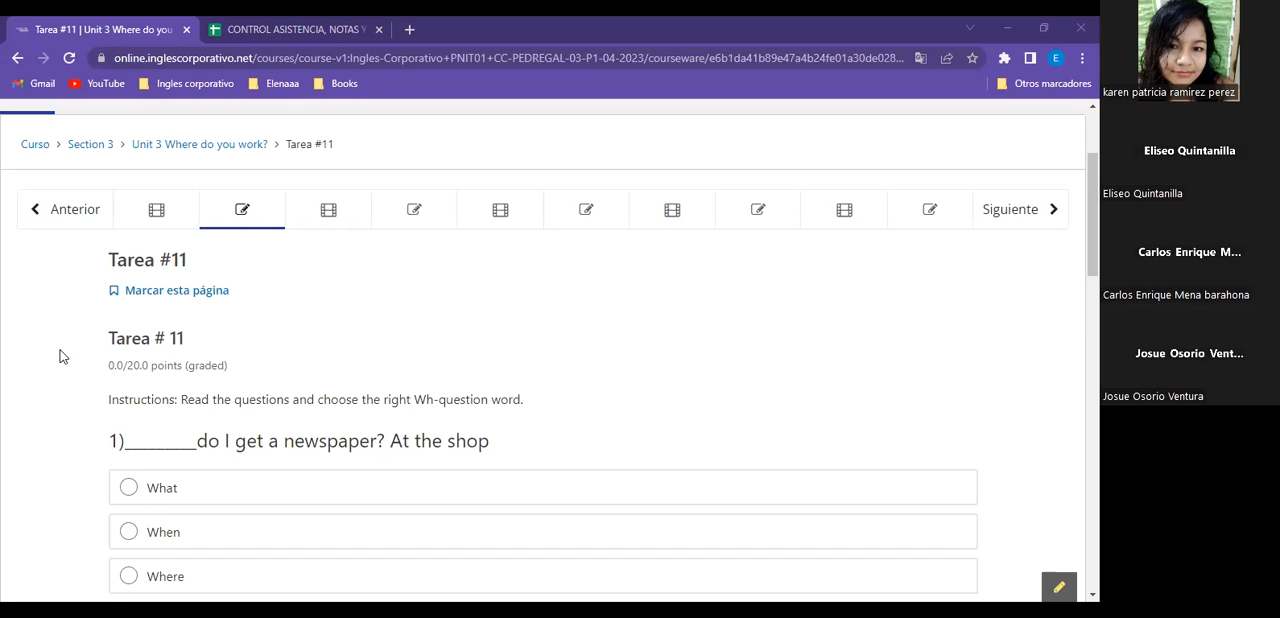 Tarea #11 | Unit 3 Where do you
CONTROL ASISTENCIA, NOTAS Y
online.inglescorporativo.net/courses/course-v1:Ingles-Corporativo+PNIT01+CC-PEDREGAL-03-P1-04-2023/courseware/e6b1da41b89e47a4b24fe01a30de028...
E
Gmail
YouTube
Ingles corporativo
Elenaaa
Books
Otros marcadores
Curso > Section 3 > Unit 3 Where do you work? > Tarea #11
Anterior
Siguiente
Tarea #11
Marcar esta página
Tarea # 11
0.0/20.0 points (graded)
Instructions: Read the questions and choose the right Wh-question word.
1)________do I get a newspaper? At the shop
What
When
Where
karen patricia ramirez perez
Eliseo Quintanilla
Eliseo Quintanilla
Carlos Enrique M...
Carlos Enrique Mena barahona
Josue Osorio Vent...
Josue Osorio Ventura